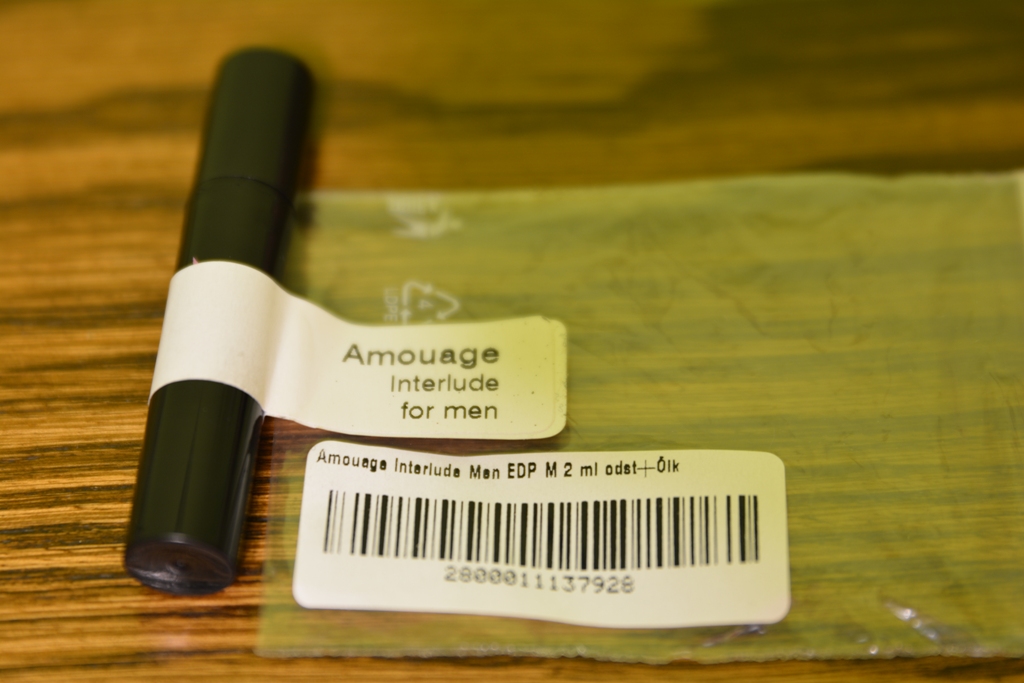 Amouage
Interlude
for men
Amouage Interlude Men EDP M 2 ml odst+Ölk
2800011137928